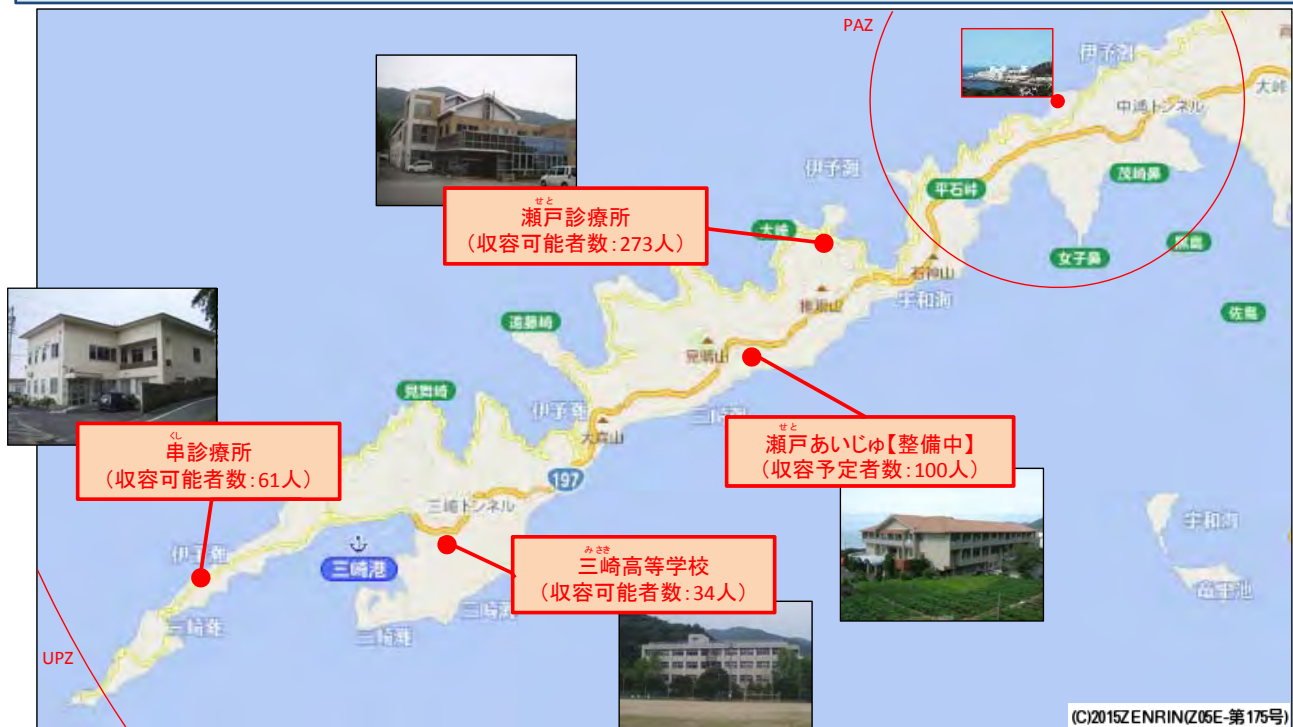 PAZ
伊予灘
大峠
中浦トンネル
伊予灘
平石峠
茂崎鼻
せと
瀬戸診療所
（収容可能者数：273人）
大崎
女子鼻
石神山
宇和海
佐島
遠藤崎
見晴山
見舞崎
伊予灘
三崎灘
大森山
せと
瀬戸あいじゅ【整備中】
（収容予定者数：100人）
くし
串診療所
（収容可能者数：61人）
197
三崎トンネル
宇和海
伊予灘
三崎港
みさき
三崎高等学校
（収容可能者数：34人）
三崎灘
三崎灘
三崎灘
UPZ
(C)2015ZENRIN(Z05E-第175号)